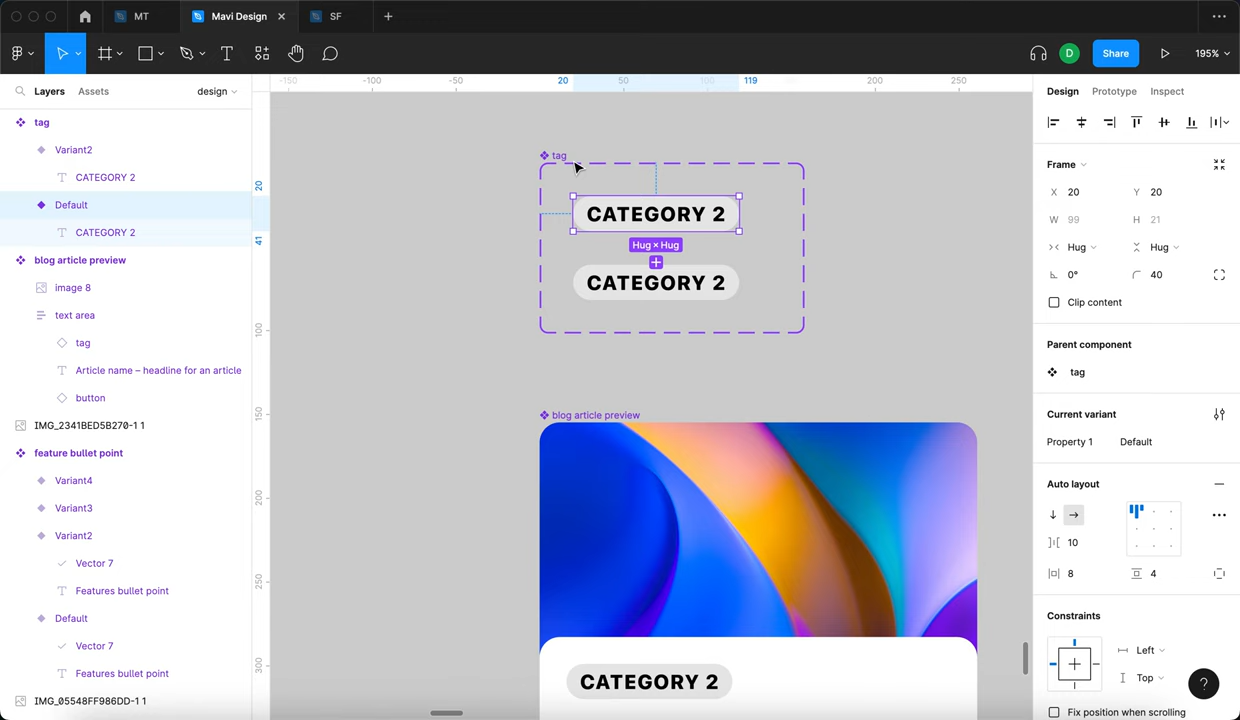 MT
Mavi Design
SF
D
Share
195%
Layers
Assets
design
-150
-100
-50
20
50
100
119
200
250
Design
Prototype
Inspect
tag
Variant2
CATEGORY 2
Default
CATEGORY 2
blog article preview
image 8
text area
tag
Article name – headline for an article
button
IMG_2341BED5B270-1 1
feature bullet point
Variant4
Variant3
Variant2
Vector 7
Features bullet point
Default
Vector 7
Features bullet point
IMG_05548FF986DD-1 1
20
41
100
150
200
250
300
tag
CATEGORY 2
Hug × Hug
CATEGORY 2
blog article preview
CATEGORY 2
Frame
X 20 Y 20
W 99 H 21
Hug Hug
0° 40
Clip content
Parent component
tag
Current variant
Property 1 Default
Auto layout
10
8 4
Constraints
Left
Top
Fix position when scrolling
?